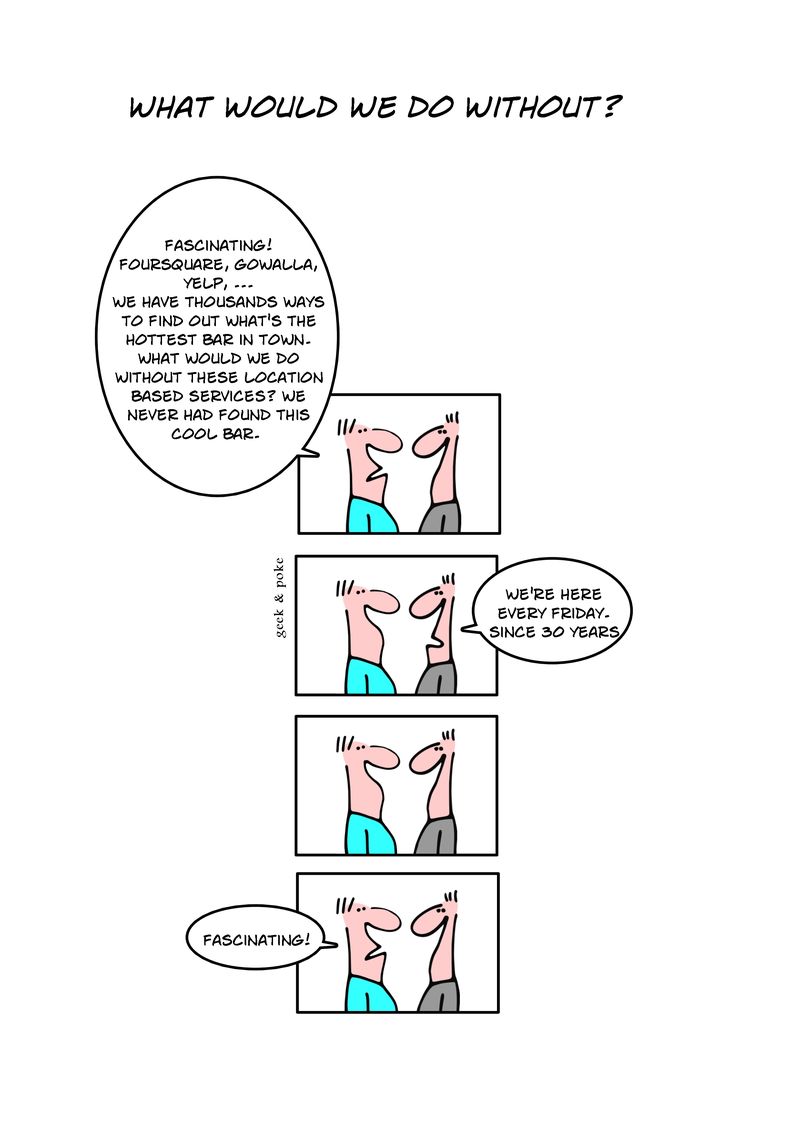 WHAT WOULD WE DO WITHOUT?
FASCINATING!
FOURSQUARE, GOWALLA,
YELP, ...
WE HAVE THOUSANDS WAYS
TO FIND OUT WHAT'S THE
HOTTEST BAR IN TOWN.
WHAT WOULD WE DO
WITHOUT THESE LOCATION
BASED SERVICES? WE
NEVER HAD FOUND THIS
COOL BAR.
geek & poke
WE'RE HERE
EVERY FRIDAY.
SINCE 30 YEARS
FASCINATING!